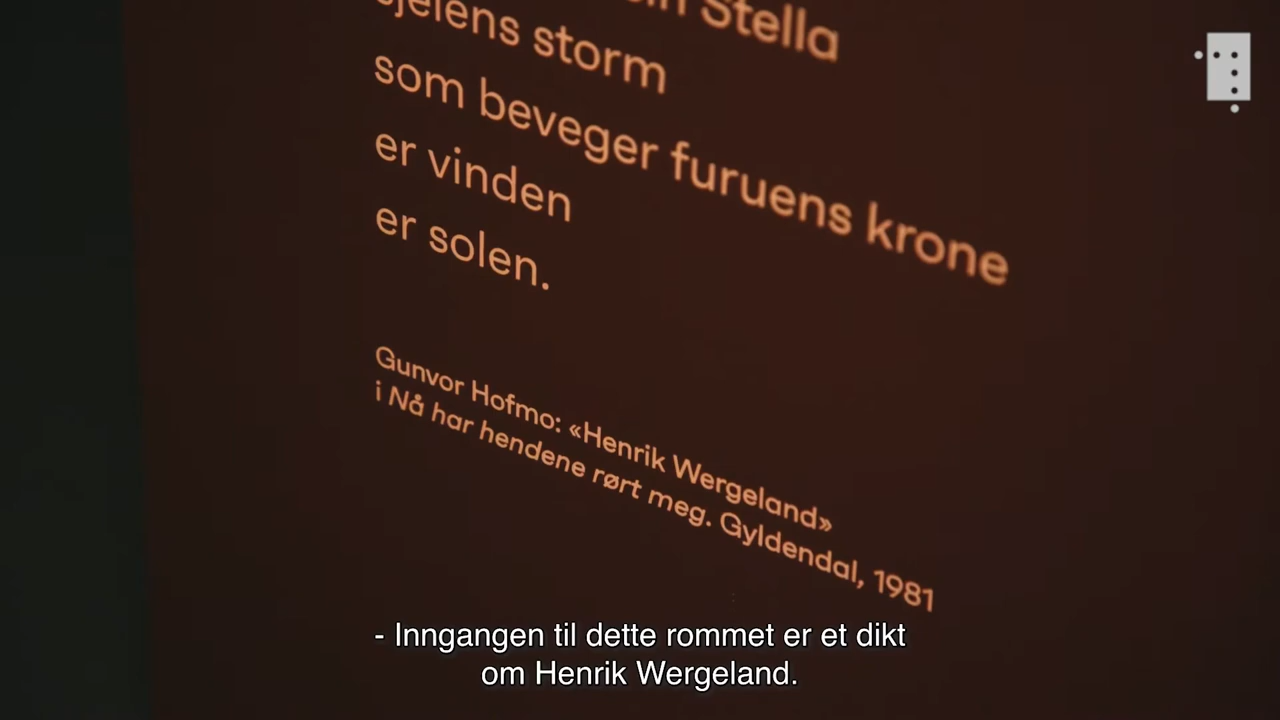 Stella
sjelens storm
som beveger furuens krone
er vinden
er solen.
Gunvor Hofmo: «Henrik Wergeland»
i Nå har hendene rørt meg. Gyldendal, 1981
- Inngangen til dette rommet er et dikt
om Henrik Wergeland.